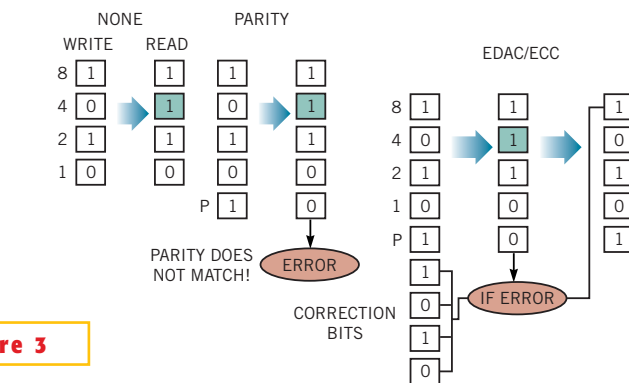 NONE
WRITE READ
8 1 1
4 0 1
2 1 1
1 0 0
PARITY
1 1
0 1
1 1
0 0
P 1 0
PARITY DOES
NOT MATCH!
ERROR
EDAC/ECC
8 1 1 1
4 0 1 0
2 1 1 1
1 0 0 0
P 1 0 1
CORRECTION
BITS
1
0
1
0
IF ERROR
re 3